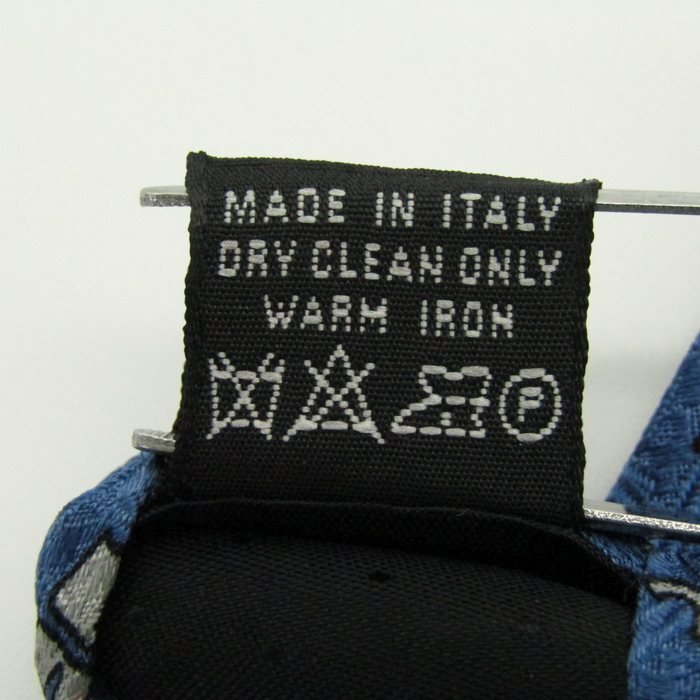 MADE IN ITALY
DRY CLEAN ONLY
WARM IRON
P